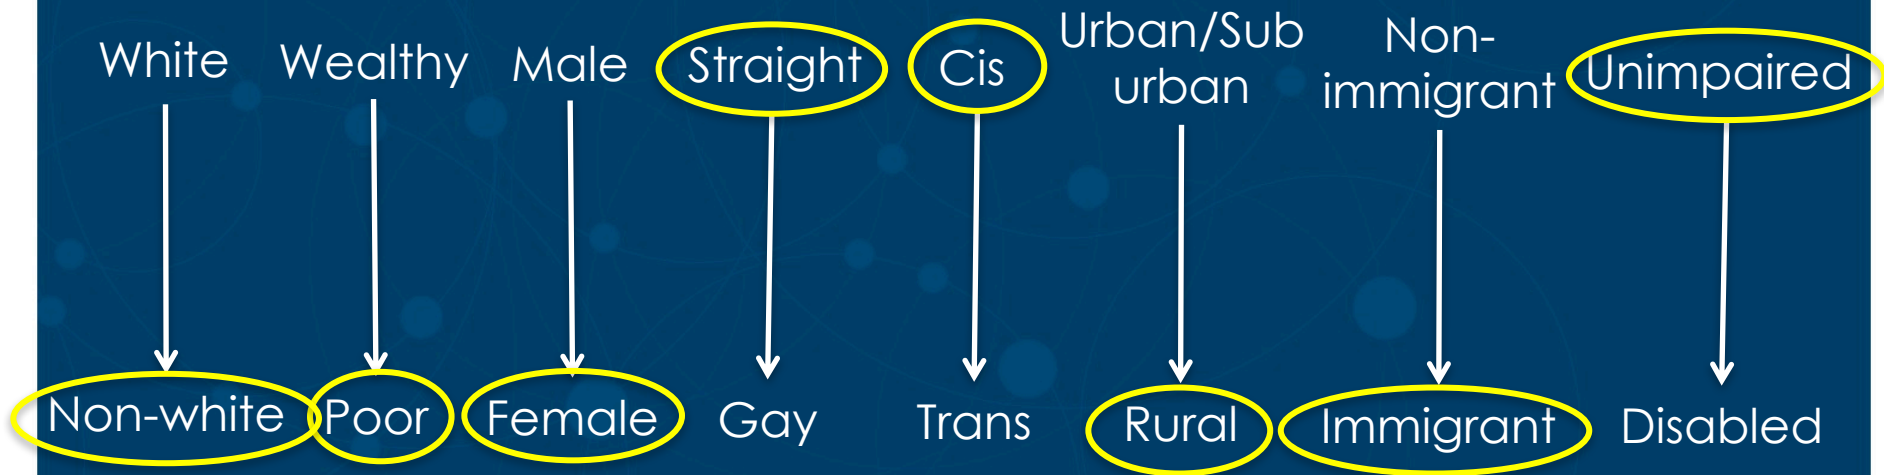 White Wealthy Male Straight Cis Urban/Sub Non-
urban immigrant Unimpaired
Non-white Poor Female Gay Trans Rural Immigrant Disabled